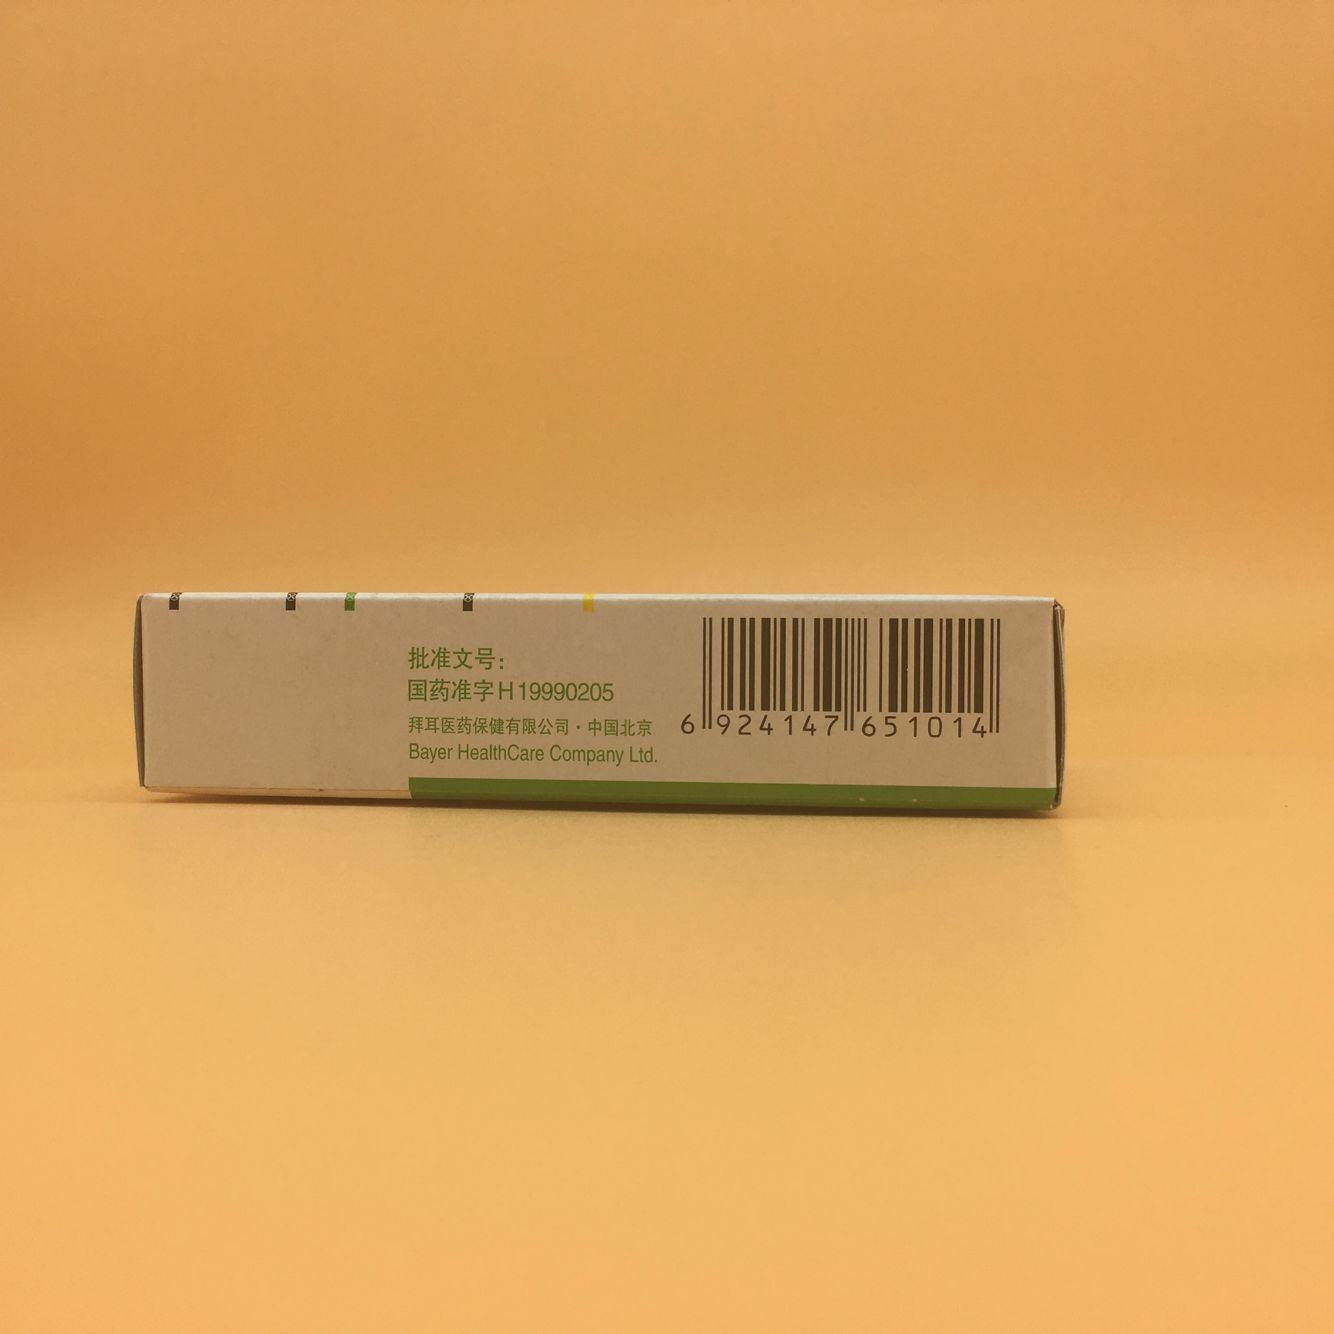 批准文号：
国药准字H19990205
拜耳医药保健有限公司·中国北京
Bayer HealthCare Company Ltd.
6 924147 651014